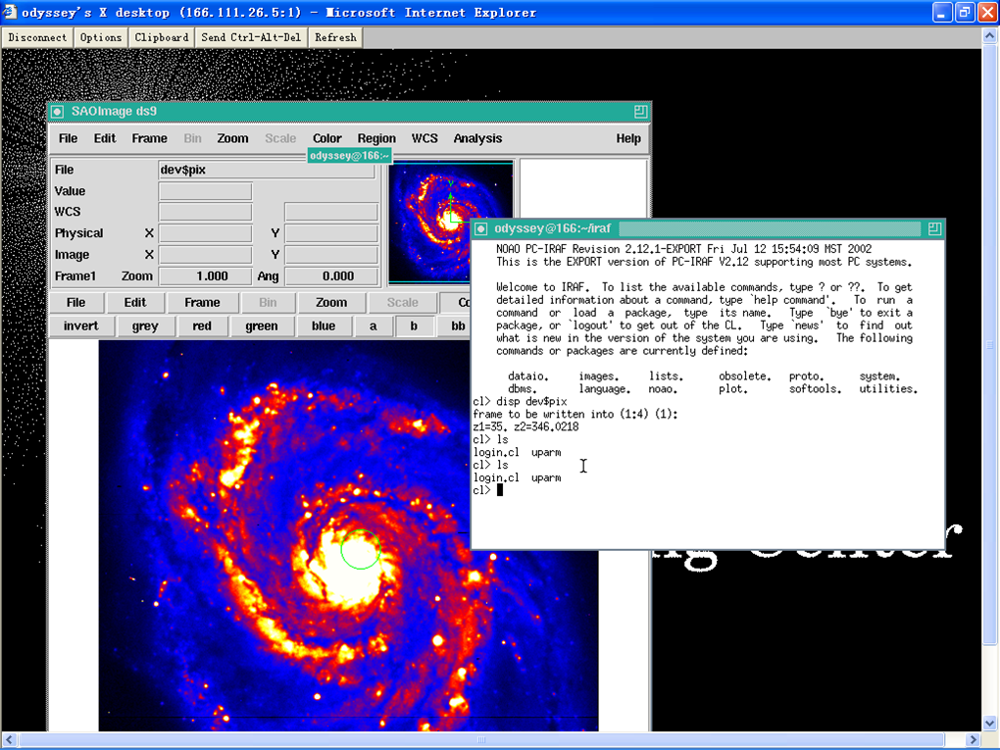 odyssey's X desktop (166.111.26.5:1) - Microsoft Internet Explorer
Disconnect Options Clipboard Send Ctrl-Alt-Del Refresh
SAOImage ds9
File Edit Frame Bin Zoom Scale Color Region WCS Analysis Help
odyssey@166:~
File dev$pix
Value
WCS
Physical X Y
Image X Y
Frame1 Zoom 1.000 Ang 0.000
File Edit Frame Bin Zoom Scale Co
invert grey red green blue a b bb
odyssey@166:~/iraf
NOAO PC-IRAF Revision 2.12.1-EXPORT Fri Jul 12 15:54:09 MST 2002
This is the EXPORT version of PC-IRAF V2.12 supporting most PC systems.
Welcome to IRAF. To list the available commands, type ? or ??. To get
detailed information about a command, type `help command'. To run a
command or load a package, type its name. Type `bye' to exit a
package, or `logout' to get out of the CL. Type `news' to find out
what is new in the version of the system you are using. The following
commands or packages are currently defined:
dataio. images. lists. obsolete. proto. system.
dbms. language. noao. plot. softools. utilities.
cl> disp dev$pix
frame to be written into (1:4) (1):
z1=35. z2=346.0218
cl> ls
login.cl uparm
cl> ls
login.cl uparm
cl>